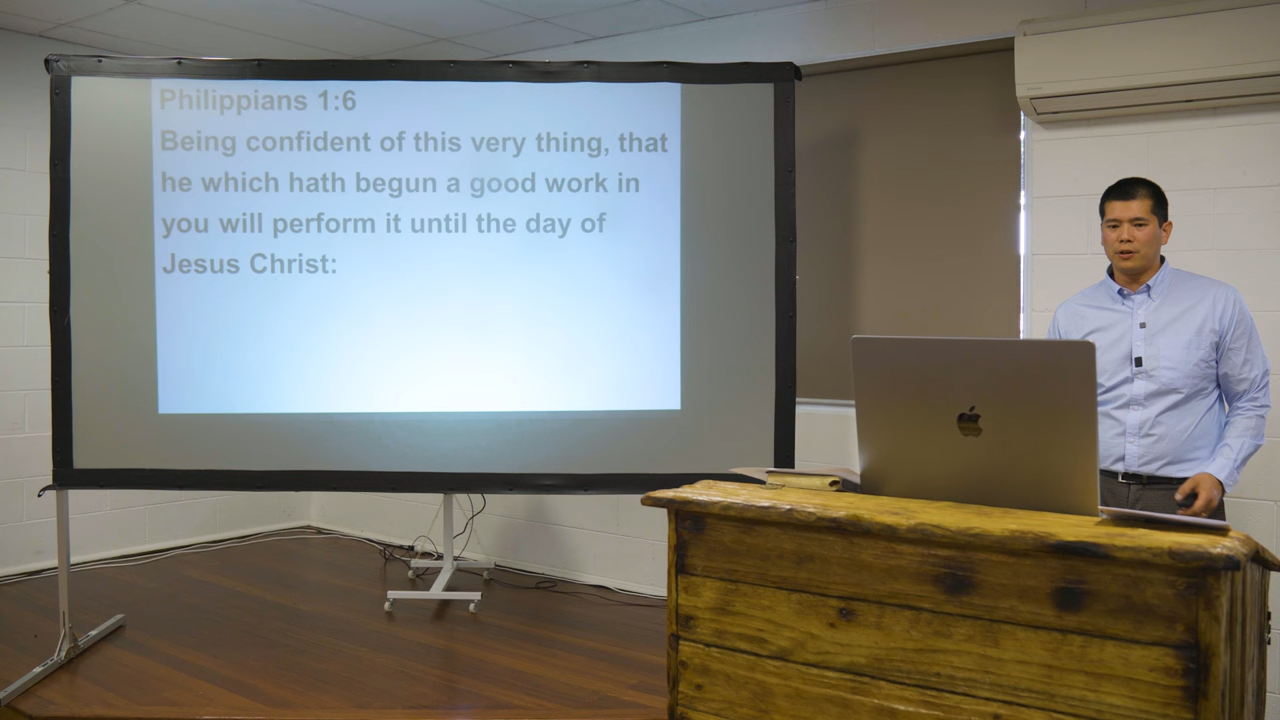 Philippians 1:6
Being confident of this very thing, that
he which hath begun a good work in
you will perform it until the day of
Jesus Christ: